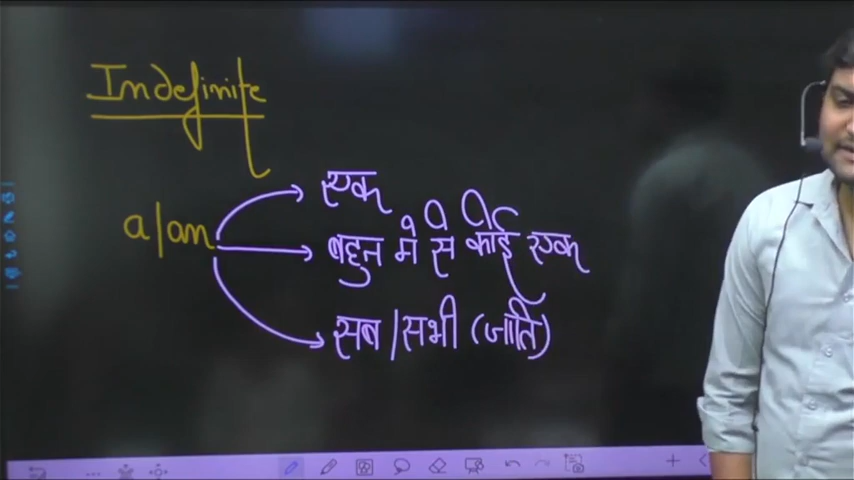 Indefinite
एक
a/an बहुत में से कोई एक
सब/सभी (जाति)